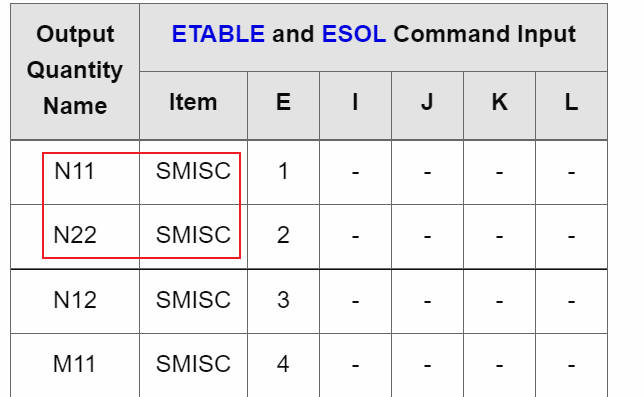 Output Quantity Name
ETABLE and ESOL Command Input
Item E I J K L
N11 SMISC 1 - - - -
N22 SMISC 2 - - - -
N12 SMISC 3 - - - -
M11 SMISC 4 - - - -